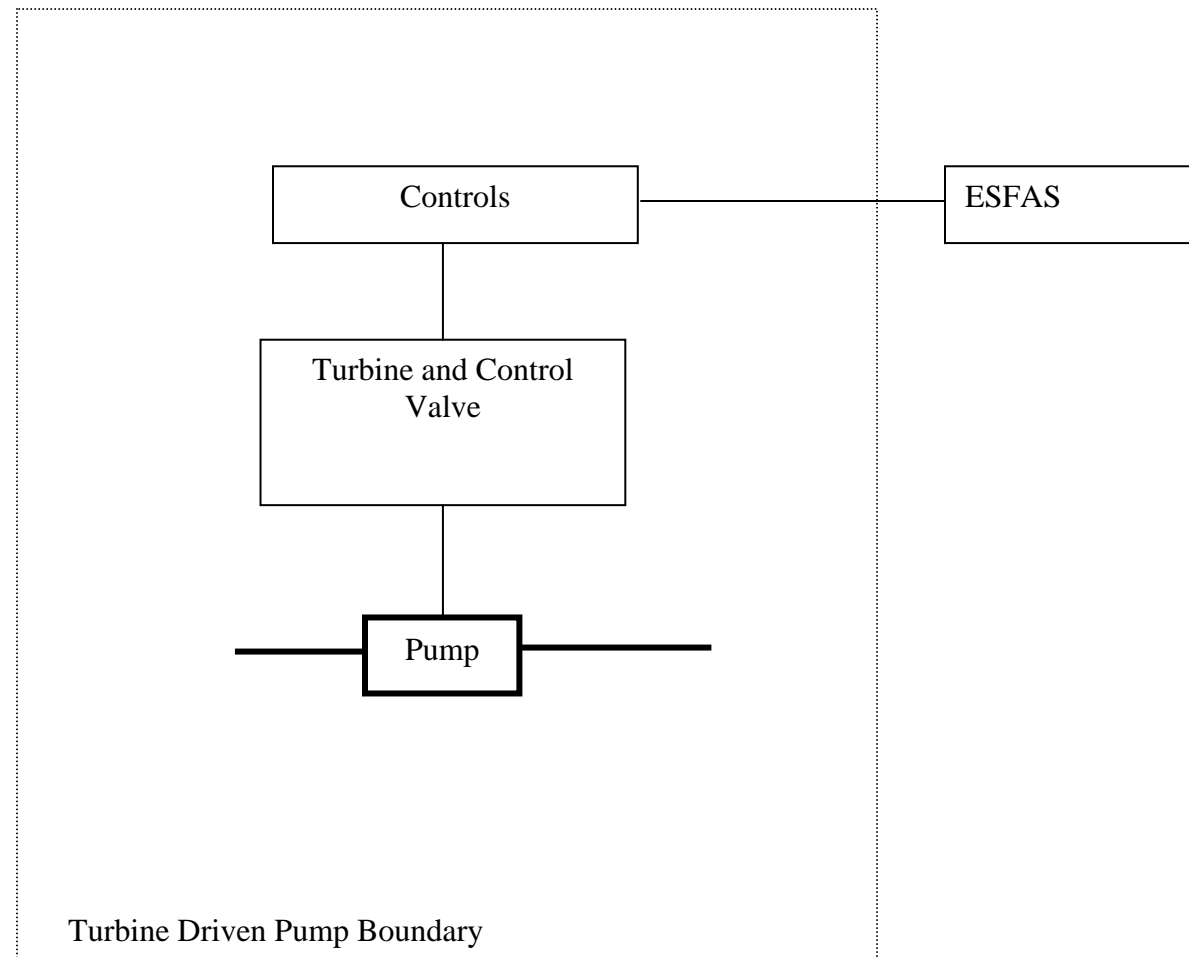 Controls
ESFAS
Turbine and Control
Valve
Pump
Turbine Driven Pump Boundary